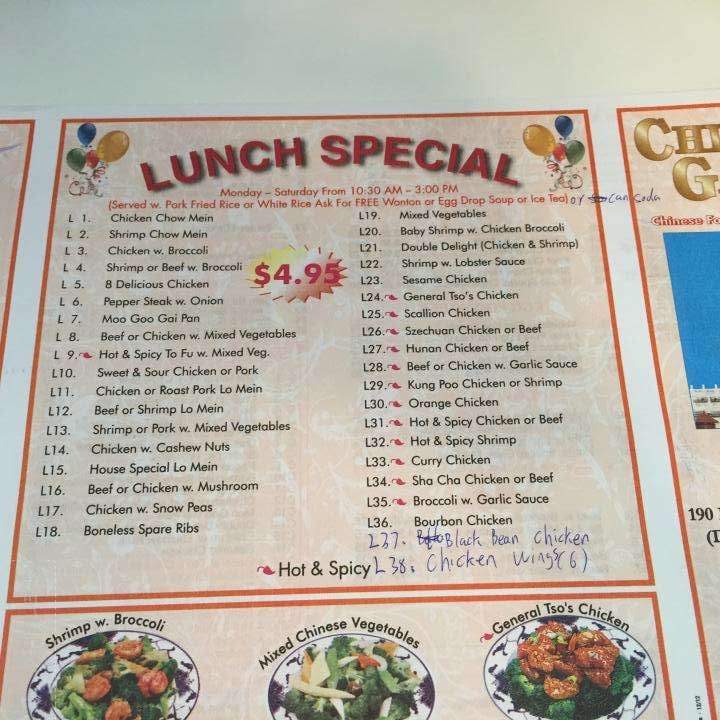 LUNCH SPECIAL
Monday – Saturday From 10:30 AM – 3:00 PM
(Served w. Pork Fried Rice or White Rice Ask For FREE Wonton or Egg Drop Soup or Ice Tea) or can soda
$4.95
L 1. Chicken Chow Mein
L 2. Shrimp Chow Mein
L 3. Chicken w. Broccoli
L 4. Shrimp or Beef w. Broccoli
L 5. 8 Delicious Chicken
L 6. Pepper Steak w. Onion
L 7. Moo Goo Gai Pan
L 8. Beef or Chicken w. Mixed Vegetables
L 9. Hot & Spicy To Fu w. Mixed Veg.
L10. Sweet & Sour Chicken or Pork
L11. Chicken or Roast Pork Lo Mein
L12. Beef or Shrimp Lo Mein
L13. Shrimp or Pork w. Mixed Vegetables
L14. Chicken w. Cashew Nuts
L15. House Special Lo Mein
L16. Beef or Chicken w. Mushroom
L17. Chicken w. Snow Peas
L18. Boneless Spare Ribs
L19. Mixed Vegetables
L20. Baby Shrimp w. Chicken Broccoli
L21. Double Delight (Chicken & Shrimp)
L22. Shrimp w. Lobster Sauce
L23. Sesame Chicken
L24. General Tso's Chicken
L25. Scallion Chicken
L26. Szechuan Chicken or Beef
L27. Hunan Chicken or Beef
L28. Beef or Chicken w. Garlic Sauce
L29. Kung Poo Chicken or Shrimp
L30. Orange Chicken
L31. Hot & Spicy Chicken or Beef
L32. Hot & Spicy Shrimp
L33. Curry Chicken
L34. Sha Cha Chicken or Beef
L35. Broccoli w. Garlic Sauce
L36. Bourbon Chicken
L37. Black Bean chicken
L38. Chicken wings(6)
Hot & Spicy
Shrimp w. Broccoli
Mixed Chinese Vegetables
General Tso's Chicken
CH
G
Chinese Fo
190